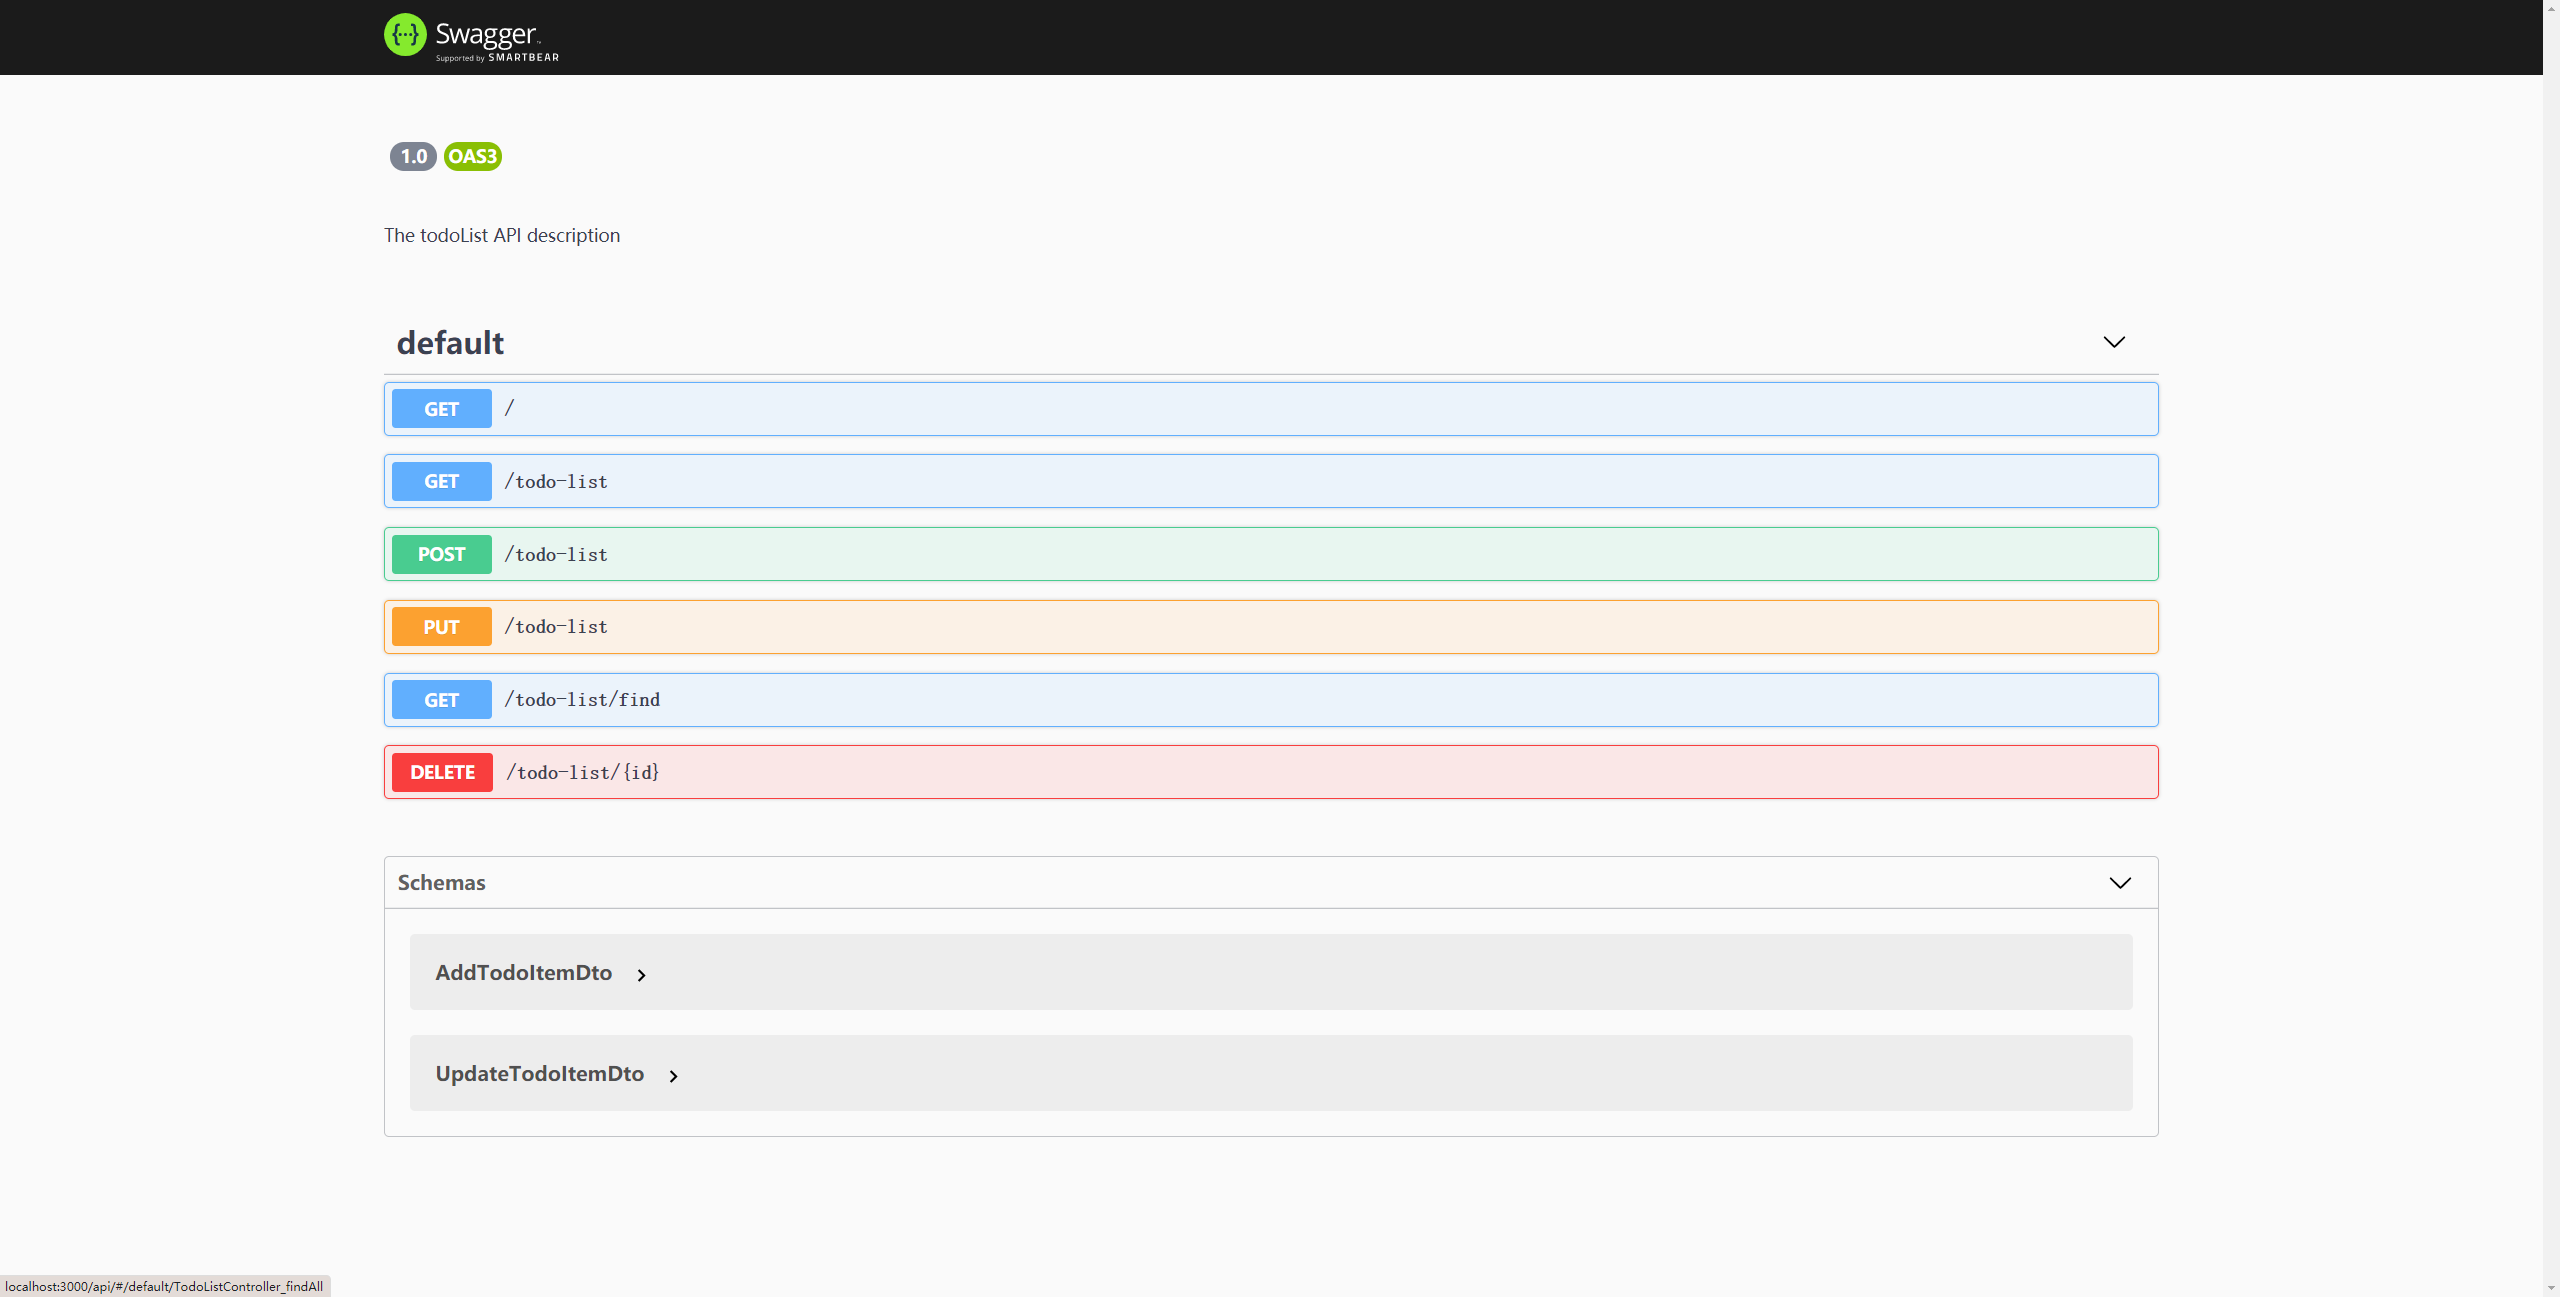 {···} Swagger™
Supported by SMARTBEAR
1.0 OAS3
The todoList API description
default
GET /
GET /todo-list
POST /todo-list
PUT /todo-list
GET /todo-list/find
DELETE /todo-list/{id}
Schemas
AddTodoItemDto
UpdateTodoItemDto
localhost:3000/api/#/default/TodoListController_findAll